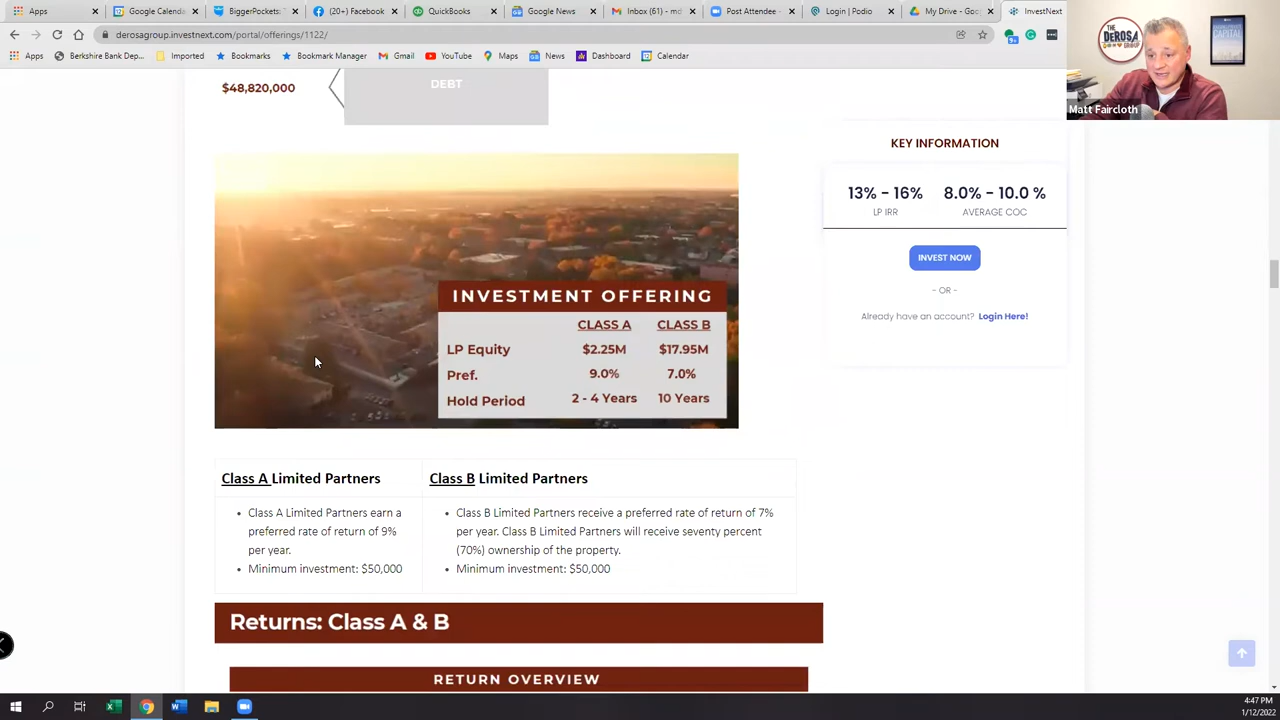 Apps
Google Calenda
BiggerPockets:
(20+) Facebook
QuickBooks
Google News
Inbox (61) - md
Post Attendee -
Login | Podio
My Drive - Goo
InvestNext
derosagroup.investnext.com/portal/offerings/1122/
Apps
Berkshire Bank Dep...
Imported
Bookmark Manager
Bookmark Manager
Gmail
YouTube
Maps
News
Dashboard
Calendar
THE
DEROSA
GROUP
CAPITAL
Matt Faircloth
$48,820,000
DEBT
KEY INFORMATION
13% - 16%
8.0% - 10.0 %
LP IRR
AVERAGE COC
INVEST NOW
- OR -
Already have an account? Login Here!
INVESTMENT OFFERING
CLASS A CLASS B
LP Equity $2.25M $17.95M
Pref. 9.0% 7.0%
Hold Period 2 - 4 Years 10 Years
Class A Limited Partners
Class B Limited Partners
• Class A Limited Partners earn a
preferred rate of return of 9%
per year.
• Minimum investment: $50,000
• Class B Limited Partners receive a preferred rate of return of 7%
per year. Class B Limited Partners will receive seventy percent
(70%) ownership of the property.
• Minimum investment: $50,000
Returns: Class A & B
RETURN OVERVIEW
4:47 PM
1/12/2022